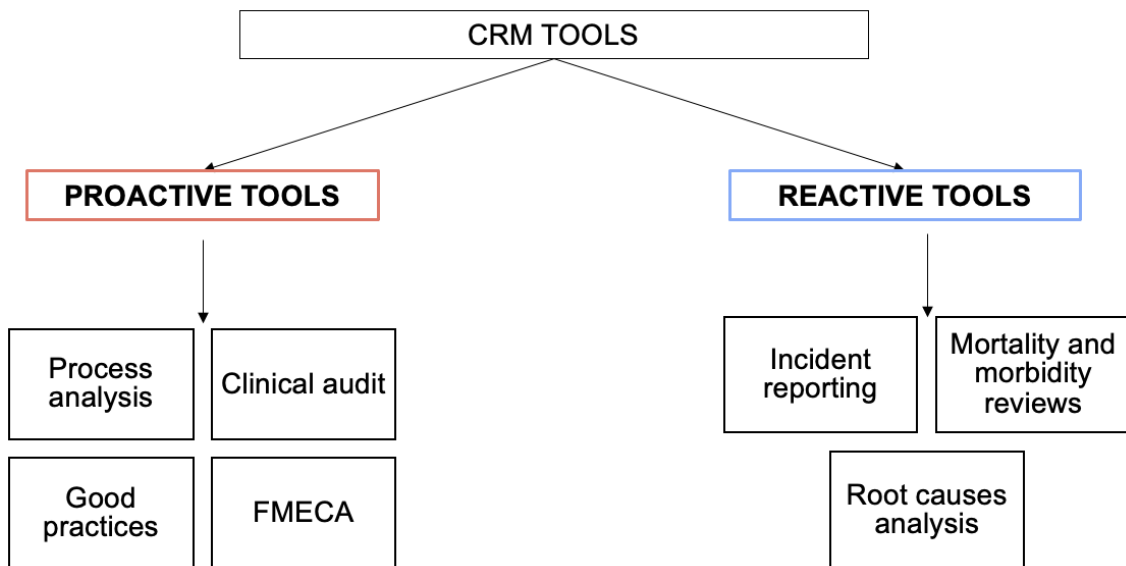 CRM TOOLS
PROACTIVE TOOLS
REACTIVE TOOLS
Process
analysis
Clinical audit
Good
practices
FMECA
Incident
reporting
Mortality and
morbidity
reviews
Root causes
analysis